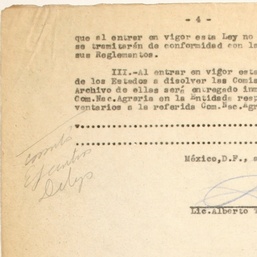 - 4 -
que al entrar en vigor esta Ley no
se tramitarán de conformidad con la
sus Reglamentos.
III.-Al entrar en vigor esta
de los Estados a disolver las Comis
Archivo de ellas será entregado inm
Com.Nac.Agraria en la Entidad resp
ventarios a la referida Com.Nac.Agr
México,D.F., a
Lic.Alberto